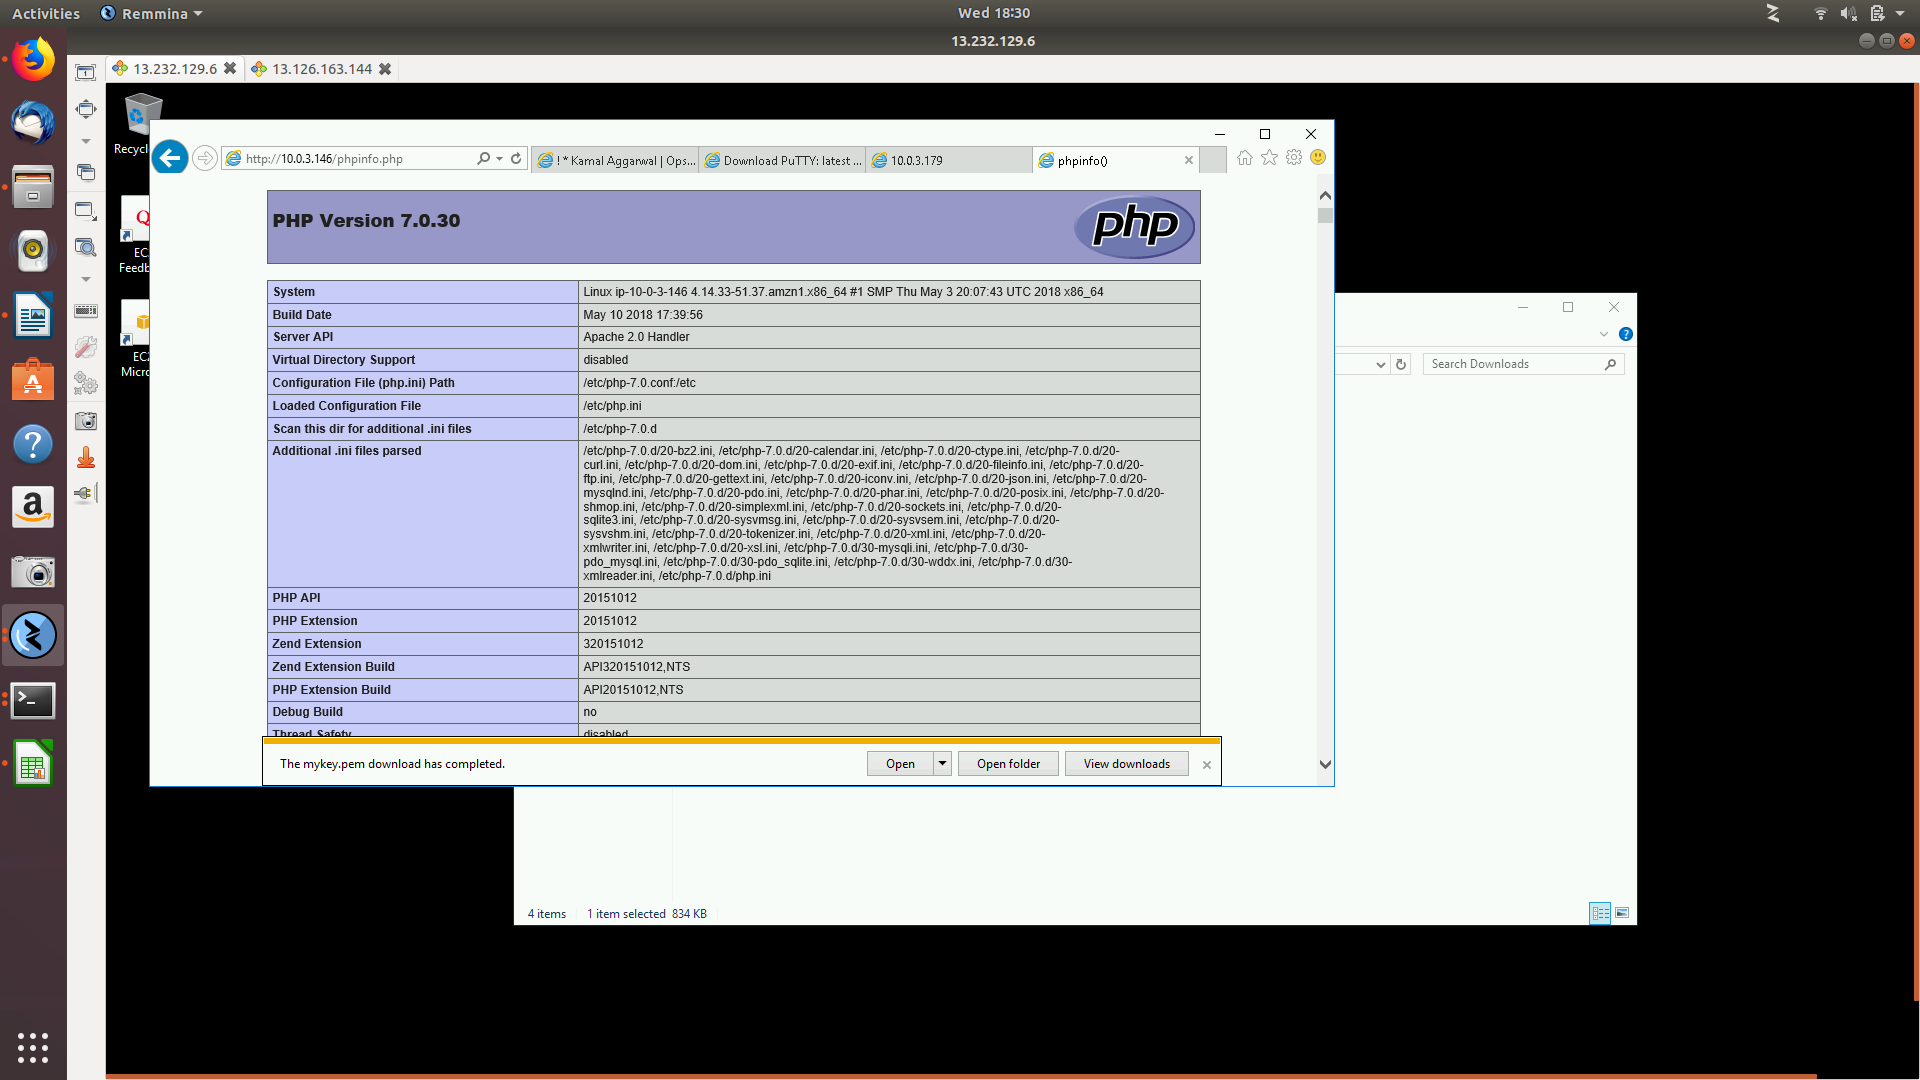 Activities
Remmina
Wed 18:30
13.232.129.6
13.232.129.6
13.126.163.144
http://10.0.3.146/phpinfo.php
! * Kamal Aggarwal | Ops...
Download PuTTY: latest ...
10.0.3.179
phpinfo()
PHP Version 7.0.30
php
System
Linux ip-10-0-3-146 4.14.33-51.37.amzn1.x86_64 #1 SMP Thu May 3 20:07:43 UTC 2018 x86_64
Build Date
May 10 2018 17:39:56
Server API
Apache 2.0 Handler
Virtual Directory Support
disabled
Configuration File (php.ini) Path
/etc/php-7.0.conf:/etc
Loaded Configuration File
/etc/php.ini
Scan this dir for additional .ini files
/etc/php-7.0.d
Additional .ini files parsed
/etc/php-7.0.d/20-bz2.ini, /etc/php-7.0.d/20-calendar.ini, /etc/php-7.0.d/20-ctype.ini, /etc/php-7.0.d/20-
curl.ini, /etc/php-7.0.d/20-dom.ini, /etc/php-7.0.d/20-exif.ini, /etc/php-7.0.d/20-fileinfo.ini, /etc/php-7.0.d/20-
ftp.ini, /etc/php-7.0.d/20-gettext.ini, /etc/php-7.0.d/20-iconv.ini, /etc/php-7.0.d/20-json.ini, /etc/php-7.0.d/20-
mysqlnd.ini, /etc/php-7.0.d/20-pdo.ini, /etc/php-7.0.d/20-phar.ini, /etc/php-7.0.d/20-posix.ini, /etc/php-7.0.d/20-
shmop.ini, /etc/php-7.0.d/20-simplexml.ini, /etc/php-7.0.d/20-sockets.ini, /etc/php-7.0.d/20-
sqlite3.ini, /etc/php-7.0.d/20-sysvmsg.ini, /etc/php-7.0.d/20-sysvsem.ini, /etc/php-7.0.d/20-
sysvshm.ini, /etc/php-7.0.d/20-tokenizer.ini, /etc/php-7.0.d/20-xml.ini, /etc/php-7.0.d/20-
xmlwriter.ini, /etc/php-7.0.d/20-xsl.ini, /etc/php-7.0.d/30-mysqli.ini, /etc/php-7.0.d/30-
pdo_mysql.ini, /etc/php-7.0.d/30-pdo_sqlite.ini, /etc/php-7.0.d/30-wddx.ini, /etc/php-7.0.d/30-
xmlreader.ini, /etc/php-7.0.d/php.ini
PHP API
20151012
PHP Extension
20151012
Zend Extension
320151012
Zend Extension Build
API320151012,NTS
PHP Extension Build
API20151012,NTS
Debug Build
no
Thread Safety
disabled
The mykey.pem download has completed.
Open
Open folder
View downloads
Recycl
EC
Feedb
EC2
Micro
Search Downloads
4 items
1 item selected 834 KB